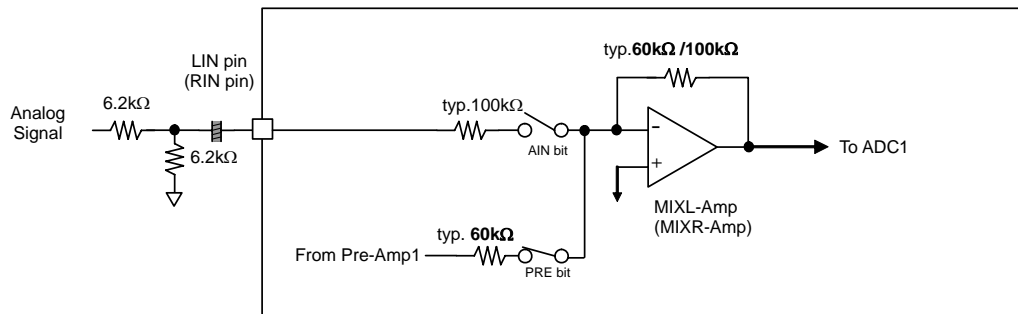 typ.60kΩ /100kΩ
LIN pin
(RIN pin)
Analog
Signal
6.2kΩ
typ.100kΩ
6.2kΩ
AIN bit
−
+
To ADC1
MIXL-Amp
(MIXR-Amp)
typ. 60kΩ
From Pre-Amp1
PRE bit